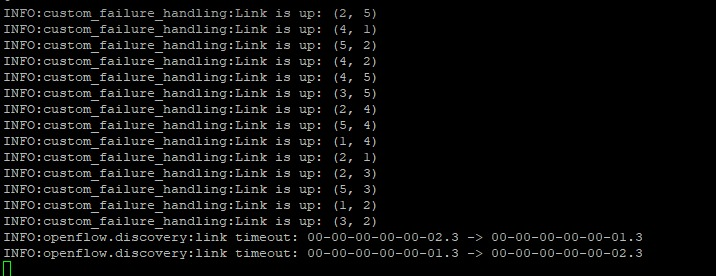 INFO:custom_failure_handling:Link is up: (2, 5)
INFO:custom_failure_handling:Link is up: (4, 1)
INFO:custom_failure_handling:Link is up: (5, 2)
INFO:custom_failure_handling:Link is up: (4, 2)
INFO:custom_failure_handling:Link is up: (4, 5)
INFO:custom_failure_handling:Link is up: (3, 5)
INFO:custom_failure_handling:Link is up: (2, 4)
INFO:custom_failure_handling:Link is up: (5, 4)
INFO:custom_failure_handling:Link is up: (1, 4)
INFO:custom_failure_handling:Link is up: (2, 1)
INFO:custom_failure_handling:Link is up: (2, 3)
INFO:custom_failure_handling:Link is up: (5, 3)
INFO:custom_failure_handling:Link is up: (1, 2)
INFO:custom_failure_handling:Link is up: (3, 2)
INFO:openflow.discovery:link timeout: 00-00-00-00-00-02.3 -> 00-00-00-00-00-01.3
INFO:openflow.discovery:link timeout: 00-00-00-00-00-01.3 -> 00-00-00-00-00-02.3